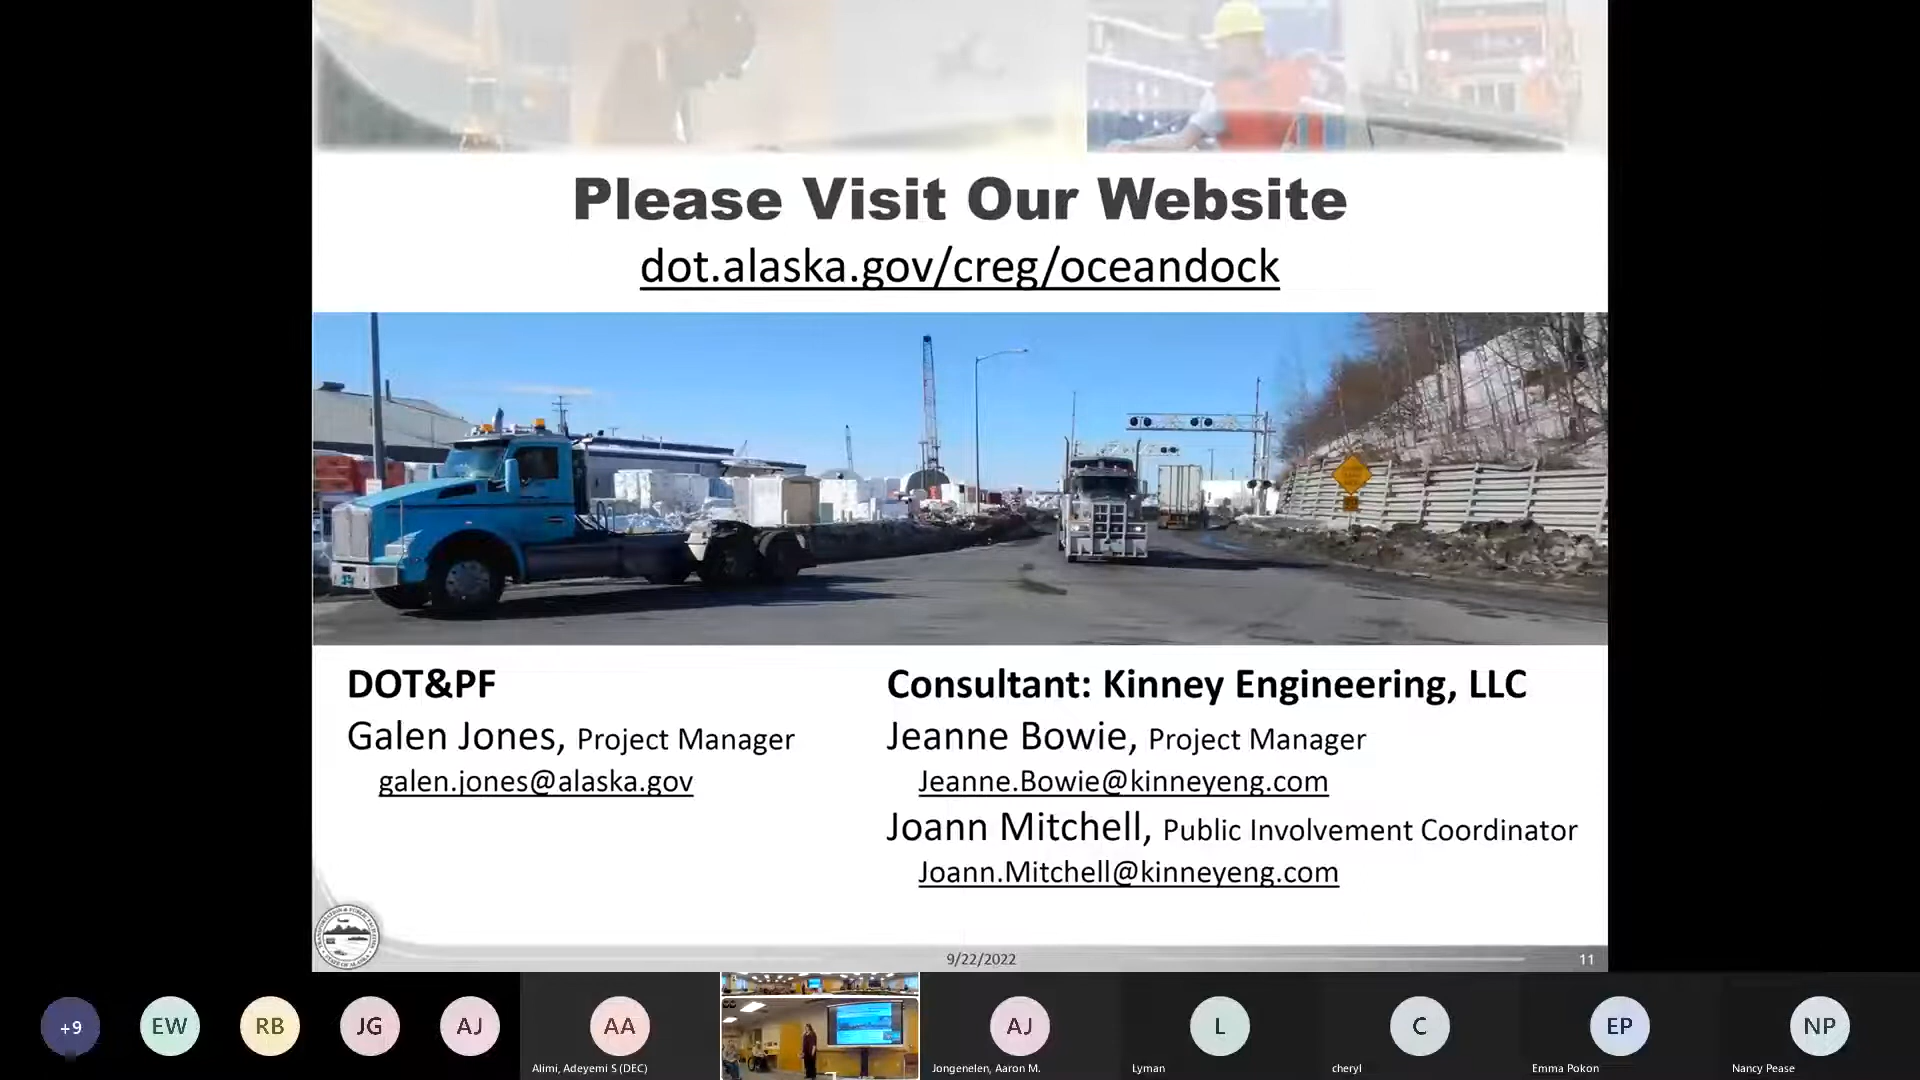 Please Visit Our Website
dot.alaska.gov/creg/oceandock
DOT&PF
Galen Jones, Project Manager
galen.jones@alaska.gov
Consultant: Kinney Engineering, LLC
Jeanne Bowie, Project Manager
Jeanne.Bowie@kinneyeng.com
Joann Mitchell, Public Involvement Coordinator
Joann.Mitchell@kinneyeng.com
9/22/2022
11
+9
EW
RB
JG
AJ
AA
Alimi, Adeyemi S (DEC)
AJ
Jongenelen, Aaron M.
L
Lyman
C
cheryl
EP
Emma Pokon
NP
Nancy Pease